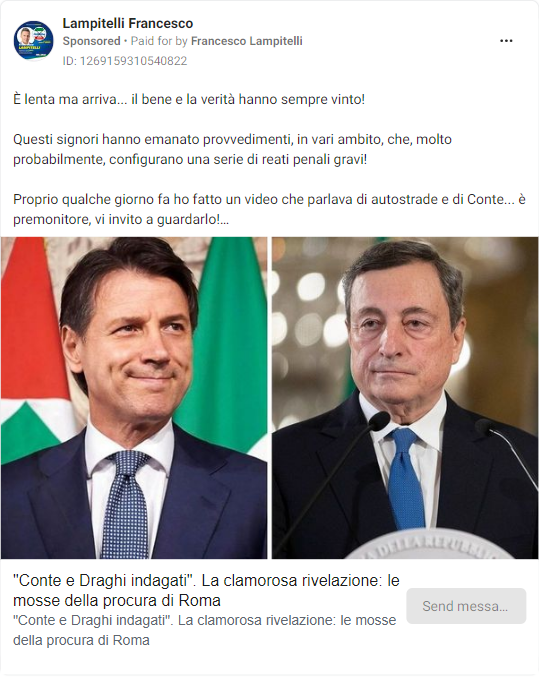 Lampitelli Francesco
Sponsored • Paid for by Francesco Lampitelli
ID: 1269159310540822
È lenta ma arriva... il bene e la verità hanno sempre vinto!
Questi signori hanno emanato provvedimenti, in vari ambito, che, molto
probabilmente, configurano una serie di reati penali gravi!
Proprio qualche giorno fa ho fatto un video che parlava di autostrade e di Conte... è
premonitore, vi invito a guardarlo!...
LAMPITELLI
"Conte e Draghi indagati". La clamorosa rivelazione: le
mosse della procura di Roma
"Conte e Draghi indagati". La clamorosa rivelazione: le mosse
della procura di Roma
Send messa...